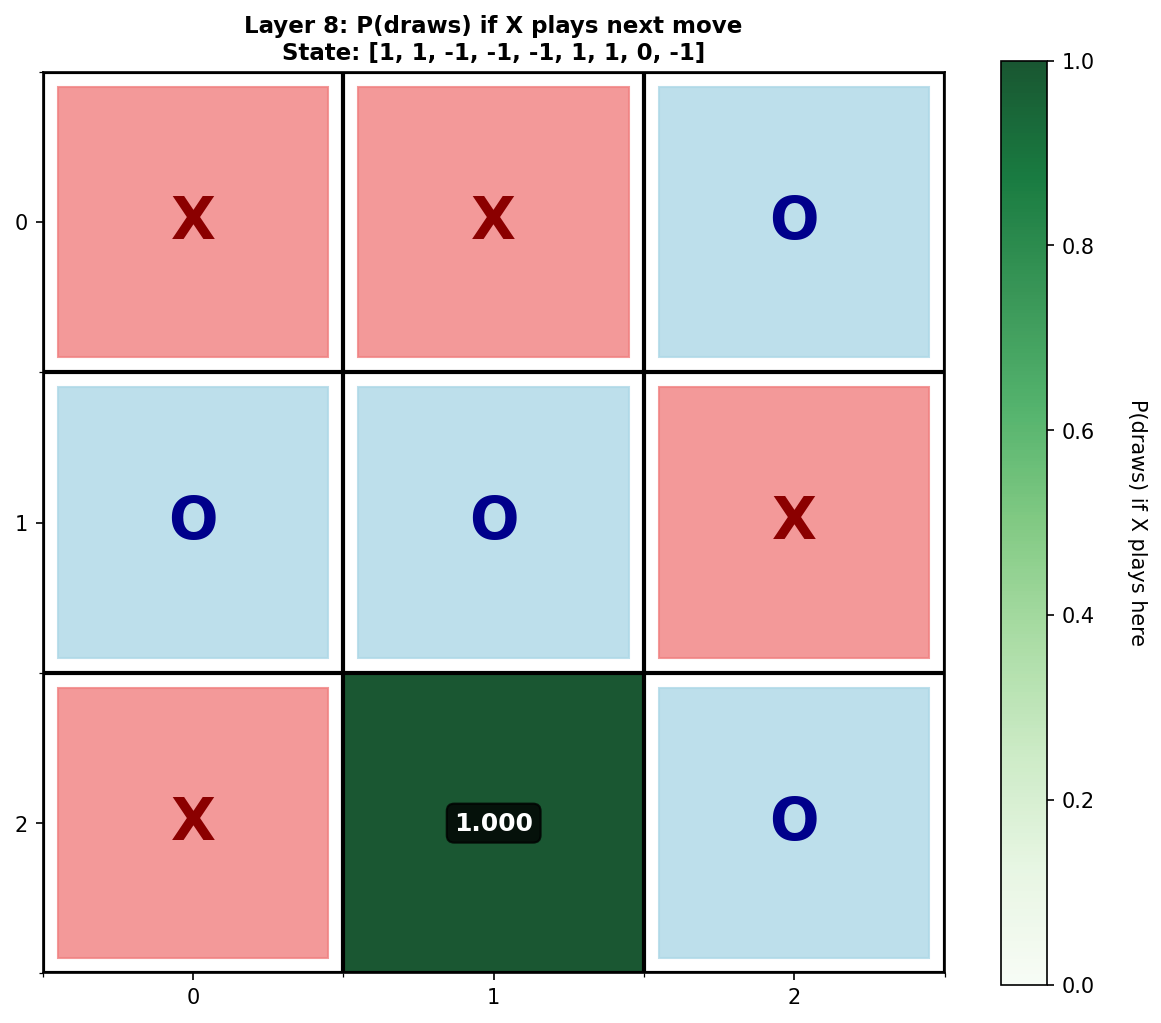 Layer 8: P(draws) if X plays next move
State: [1, 1, -1, -1, -1, 1, 1, 0, -1]
X X O
O O X
X 1.000 O
0
1
2
0 1 2
1.0
0.8
0.6
0.4
0.2
0.0
P(draws) if X plays here